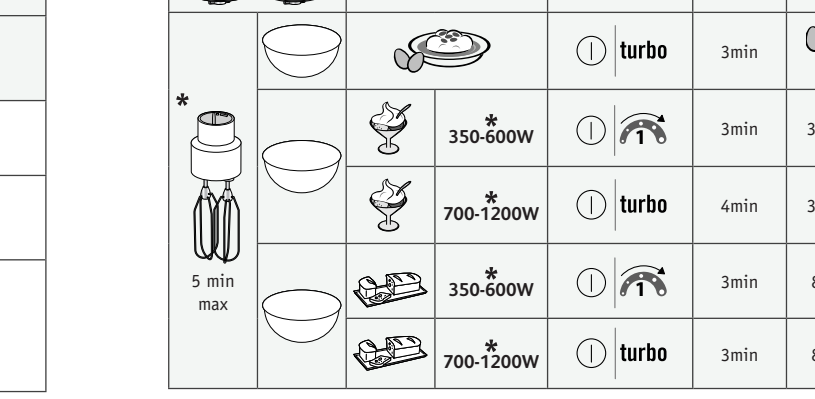 turbo 3min
*
* 350-600W 1 3min 3
* 700-1200W turbo 4min 3
5 min
max
* 350-600W 1 3min 8
* 700-1200W turbo 3min 8